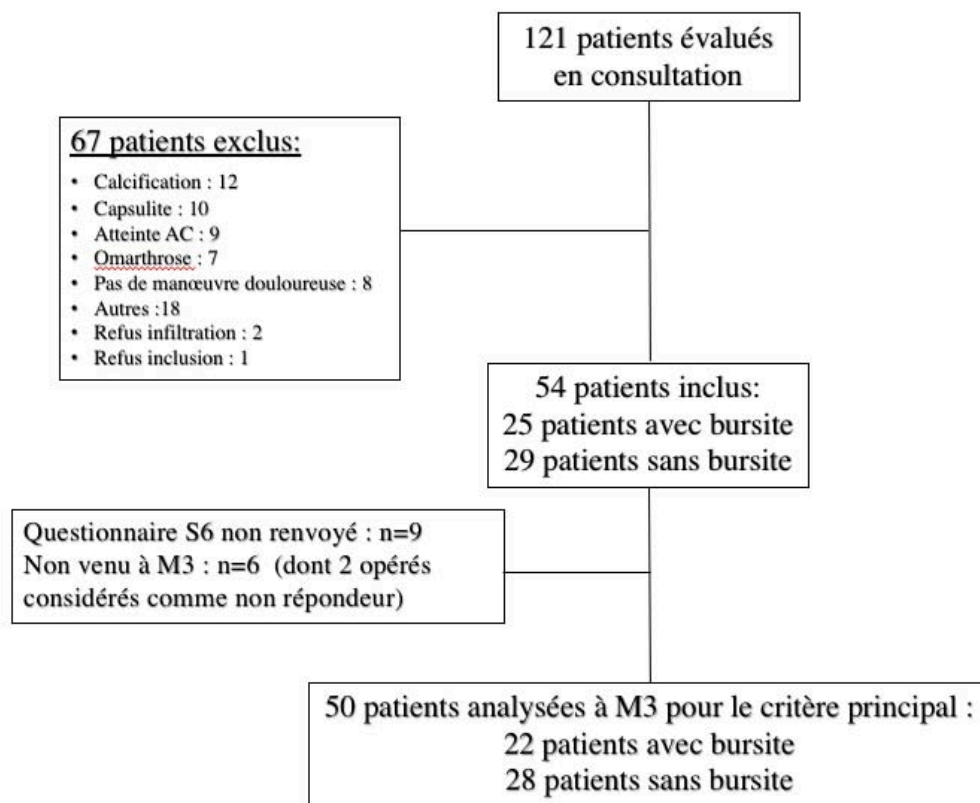 121 patients évalués
en consultation
67 patients exclus:
• Calcification : 12
• Capsulite : 10
• Atteinte AC : 9
• Omarthrose : 7
• Pas de manœuvre douloureuse : 8
• Autres :18
• Refus infiltration : 2
• Refus inclusion : 1
54 patients inclus:
25 patients avec bursite
29 patients sans bursite
Questionnaire S6 non renvoyé : n=9
Non venu à M3 : n=6 (dont 2 opérés
considérés comme non répondeur)
50 patients analysées à M3 pour le critère principal :
22 patients avec bursite
28 patients sans bursite